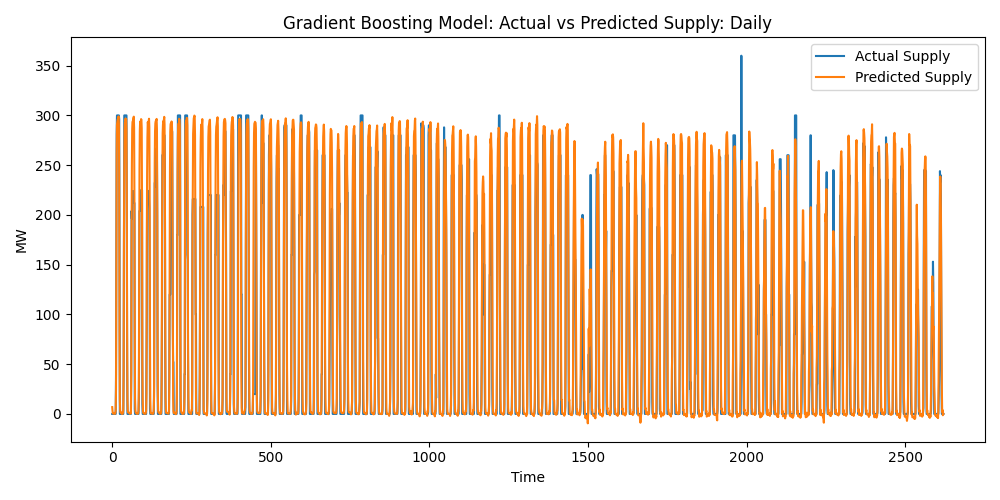 Gradient Boosting Model: Actual vs Predicted Supply: Daily
Actual Supply
Predicted Supply
MW
350
300
250
200
150
100
50
0
0 500 1000 1500 2000 2500
Time